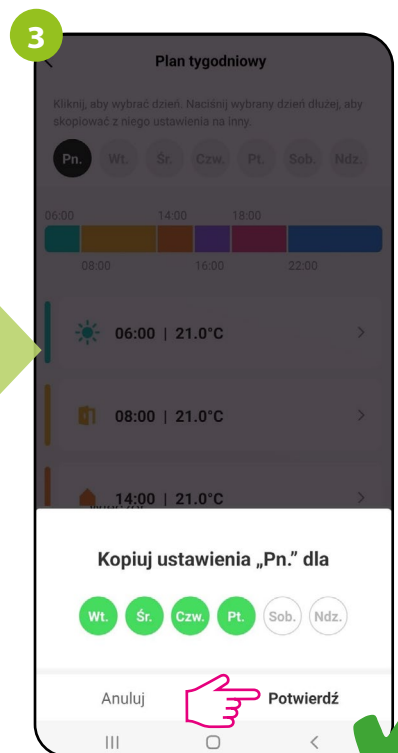 3
Plan tygodniowy
Kliknij, aby wybrać dzień. Naciśnij wybrany dzień dłużej, aby
skopiować z niego ustawienia na inny.
Pn. Wt. Śr. Czw. Pt. Sob. Ndz.
06:00 14:00 18:00
08:00 16:00 22:00
06:00 | 21.0°C
08:00 | 21.0°C
14:00 | 21.0°C
Kopiuj ustawienia „Pn.” dla
Wt. Śr. Czw. Pt. Sob. Ndz.
Anuluj Potwierdź